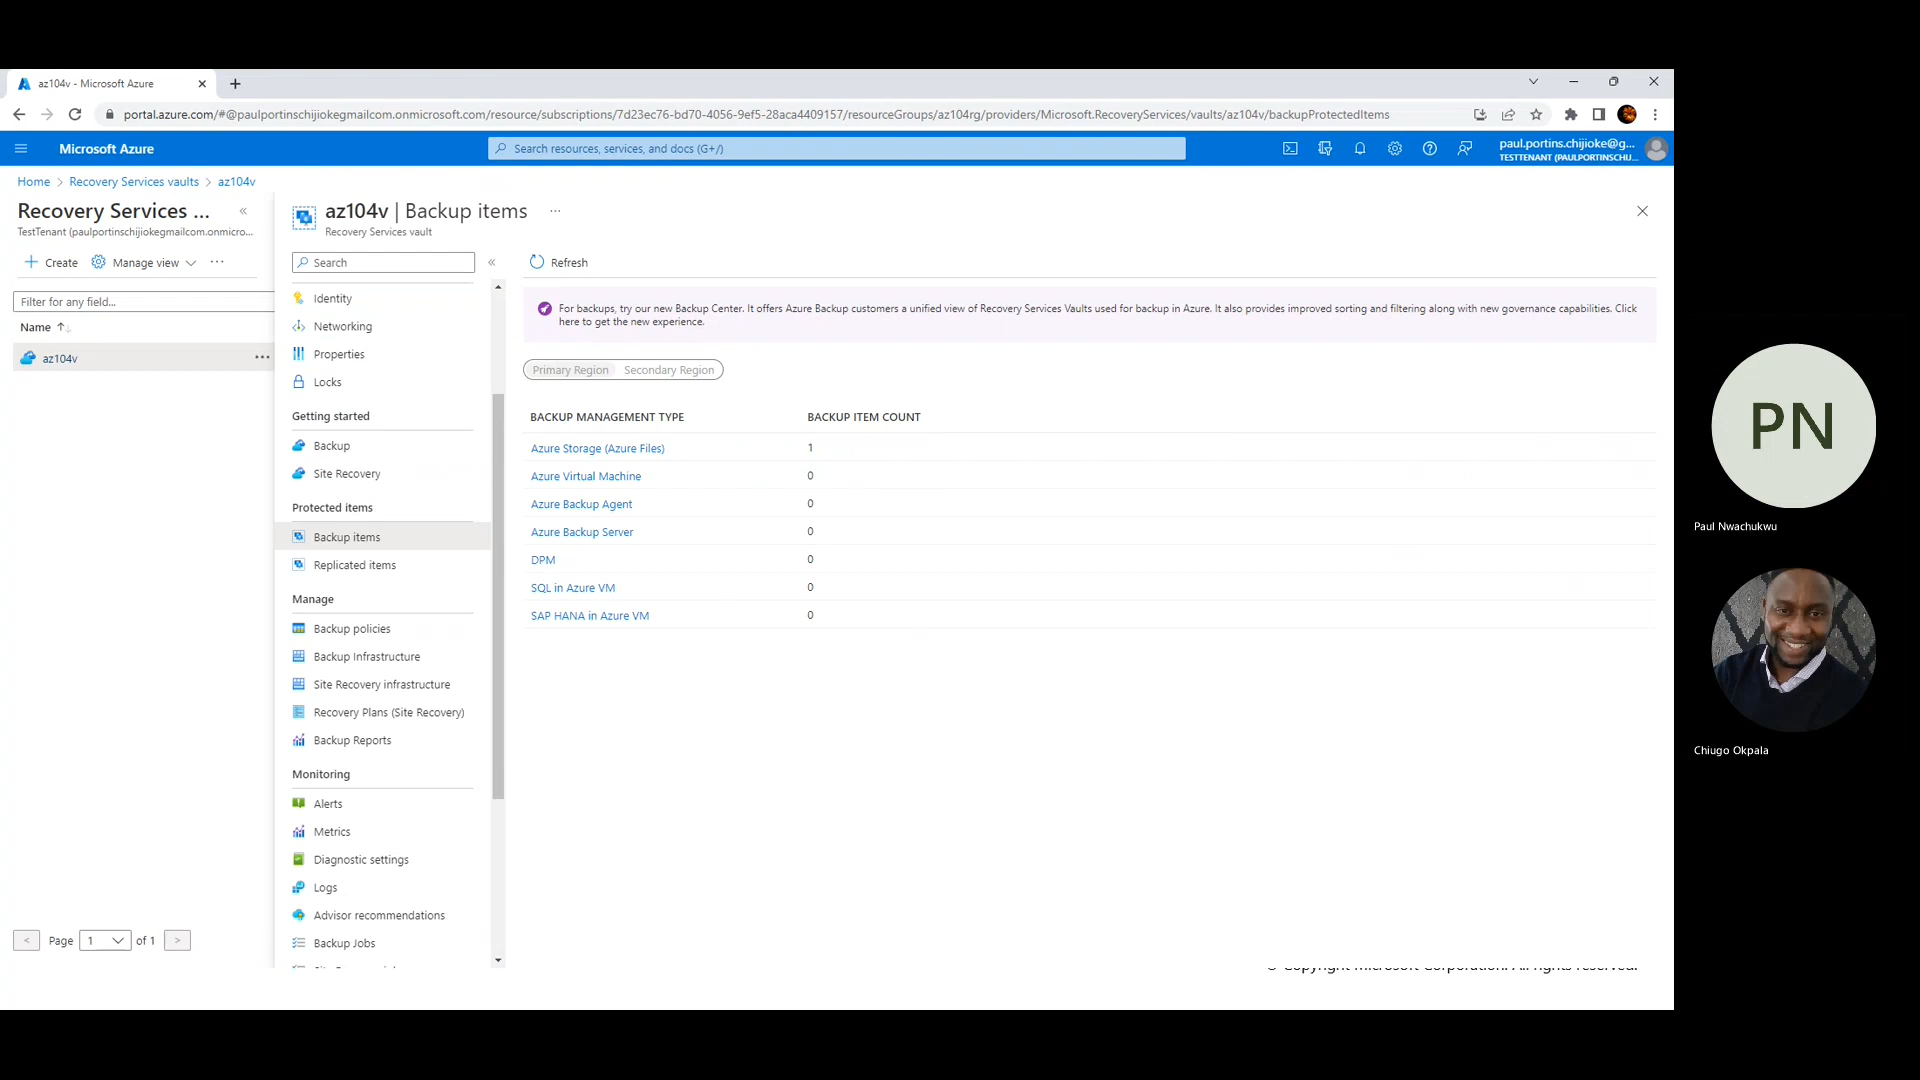 az104v - Microsoft Azure
portal.azure.com/#@paulportinschijiokegmailcom.onmicrosoft.com/resource/subscriptions/7d23ec76-bd70-4056-9ef5-28aca4409157/resourceGroups/az104rg/providers/Microsoft.RecoveryServices/vaults/az104v/backupProtectedItems
Microsoft Azure
Search resources, services, and docs (G+/)
paul.portins.chijioke@g...
TESTTENANT (PAULPORTINSCHIJ...
Home > Recovery Services vaults > az104v
Recovery Services ...
TestTenant (paulportinschijiokegmailcom.onmicro...
Create
Manage view
Filter for any field...
Name
az104v
Page 1 of 1
az104v | Backup items
Recovery Services vault
Search
Identity
Networking
Properties
Locks
Getting started
Backup
Site Recovery
Protected items
Backup items
Replicated items
Manage
Backup policies
Backup Infrastructure
Site Recovery infrastructure
Recovery Plans (Site Recovery)
Backup Reports
Monitoring
Alerts
Metrics
Diagnostic settings
Logs
Advisor recommendations
Backup Jobs
Refresh
For backups, try our new Backup Center. It offers Azure Backup customers a unified view of Recovery Services Vaults used for backup in Azure. It also provides improved sorting and filtering along with new governance capabilities. Click
here to get the new experience.
Primary Region Secondary Region
BACKUP MANAGEMENT TYPE BACKUP ITEM COUNT
Azure Storage (Azure Files) 1
Azure Virtual Machine 0
Azure Backup Agent 0
Azure Backup Server 0
DPM 0
SQL in Azure VM 0
SAP HANA in Azure VM 0
© Copyright Microsoft Corporation. All rights reserved.
PN
Paul Nwachukwu
Chiugo Okpala